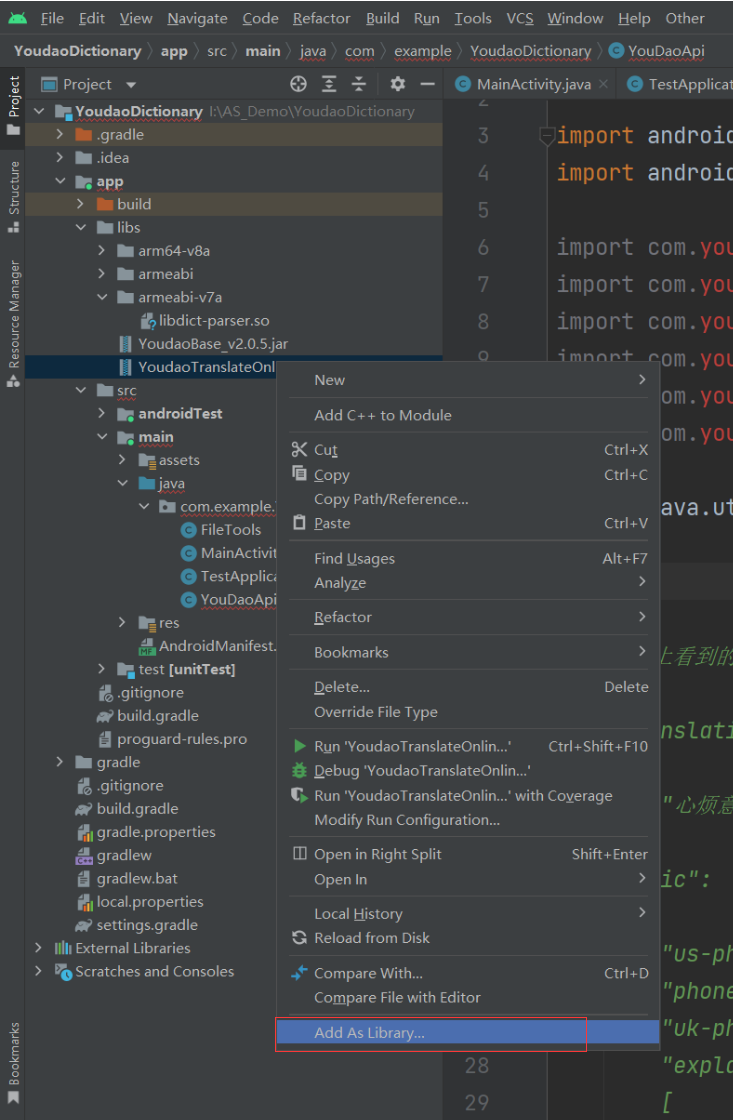 File Edit View Navigate Code Refactor Build Run Tools VCS Window Help Other
YoudaoDictionary app src main java com example YoudaoDictionary YouDaoApi
Project
Structure
Resource Manager
Bookmarks
Project
YoudaoDictionary I:\AS_Demo\YoudaoDictionary
.gradle
.idea
app
build
libs
arm64-v8a
armeabi
armeabi-v7a
libdict-parser.so
YoudaoBase_v2.0.5.jar
YoudaoTranslateOnl
src
androidTest
main
assets
java
com.example.
FileTools
MainActivit
TestApplica
YouDaoApi
res
AndroidManifest.
test [unitTest]
.gitignore
build.gradle
proguard-rules.pro
gradle
.gitignore
build.gradle
gradle.properties
gradlew
gradlew.bat
local.properties
settings.gradle
External Libraries
Scratches and Consoles
MainActivity.java TestApplicat
2
3 import android
4 import android
5
6 import com.you
7 import com.you
8 import com.you
9 import com.you
om.you
om.you
ava.ut
上看到的
nslati
"心烦意
ic":
"us-ph
"phone
"uk-ph
28 "expla
29 [
New
Add C++ to Module
Cut Ctrl+X
Copy Ctrl+C
Copy Path/Reference...
Paste Ctrl+V
Find Usages Alt+F7
Analyze
Refactor
Bookmarks
Delete... Delete
Override File Type
Run 'YoudaoTranslateOnlin...' Ctrl+Shift+F10
Debug 'YoudaoTranslateOnlin...'
Run 'YoudaoTranslateOnlin...' with Coverage
Modify Run Configuration...
Open in Right Split Shift+Enter
Open In
Local History
Reload from Disk
Compare With... Ctrl+D
Compare File with Editor
Add As Library...